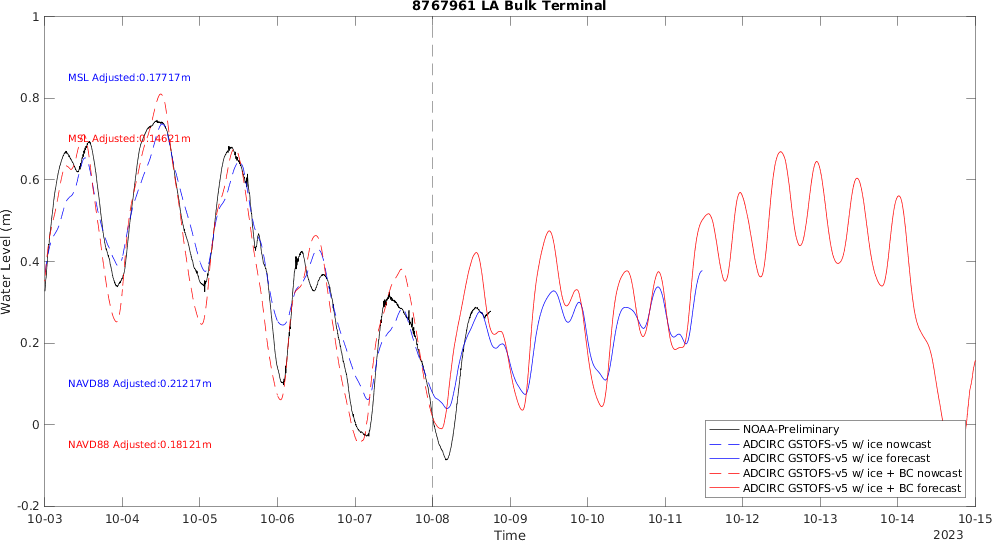 8767961 LA Bulk Terminal
1
0.8
0.6
0.4
0.2
0
-0.2
Water Level (m)
MSL Adjusted:0.17717m
MSL Adjusted:0.14621m
NAVD88 Adjusted:0.21217m
NAVD88 Adjusted:0.18121m
NOAA-Preliminary
ADCIRC GSTOFS-v5 w/ ice nowcast
ADCIRC GSTOFS-v5 w/ ice forecast
ADCIRC GSTOFS-v5 w/ ice + BC nowcast
ADCIRC GSTOFS-v5 w/ ice + BC forecast
10-03 10-04 10-05 10-06 10-07 10-08 10-09 10-10 10-11 10-12 10-13 10-14 10-15
Time
2023